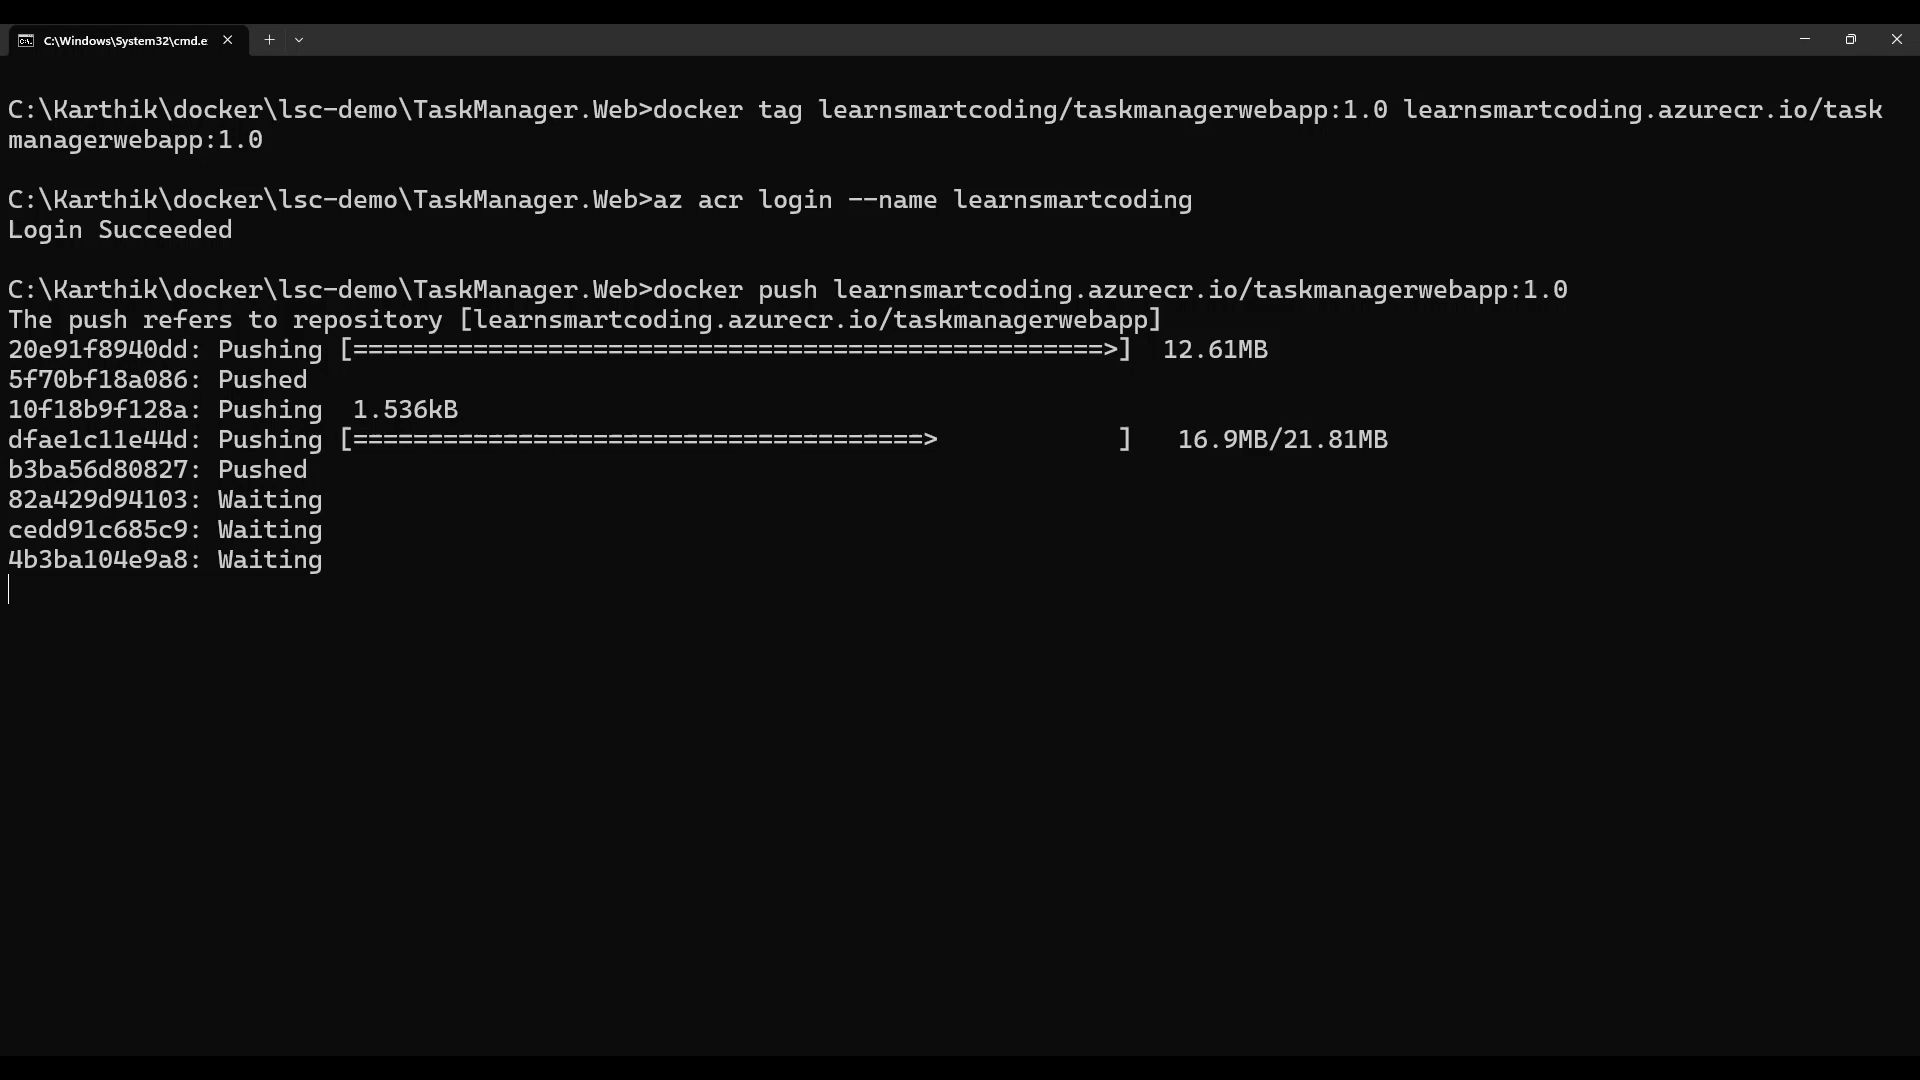 C:\Windows\System32\cmd.e
C:\Karthik\docker\lsc-demo\TaskManager.Web>docker tag learnsmartcoding/taskmanagerwebapp:1.0 learnsmartcoding.azurecr.io/task
managerwebapp:1.0
C:\Karthik\docker\lsc-demo\TaskManager.Web>az acr login --name learnsmartcoding
Login Succeeded
C:\Karthik\docker\lsc-demo\TaskManager.Web>docker push learnsmartcoding.azurecr.io/taskmanagerwebapp:1.0
The push refers to repository [learnsmartcoding.azurecr.io/taskmanagerwebapp]
20e91f8940dd: Pushing [==================================================>]  12.61MB
5f70bf18a086: Pushed
10f18b9f128a: Pushing  1.536kB
dfae1c11e44d: Pushing [======================================>            ]   16.9MB/21.81MB
b3ba56d80827: Pushed
82a429d94103: Waiting
cedd91c685c9: Waiting
4b3ba104e9a8: Waiting